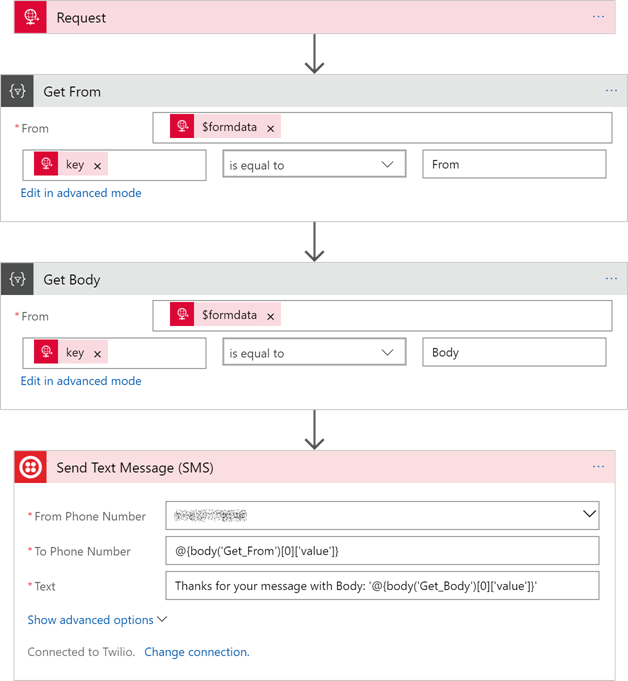 Request ...
Get From ...
* From $formdata x
key x is equal to From
Edit in advanced mode
Get Body ...
* From $formdata x
key x is equal to Body
Edit in advanced mode
Send Text Message (SMS) ...
* From Phone Number
* To Phone Number @{body('Get_From')[0]['value']}
* Text Thanks for your message with Body: '@{body('Get_Body')[0]['value']}'
Show advanced options
Connected to Twilio. Change connection.